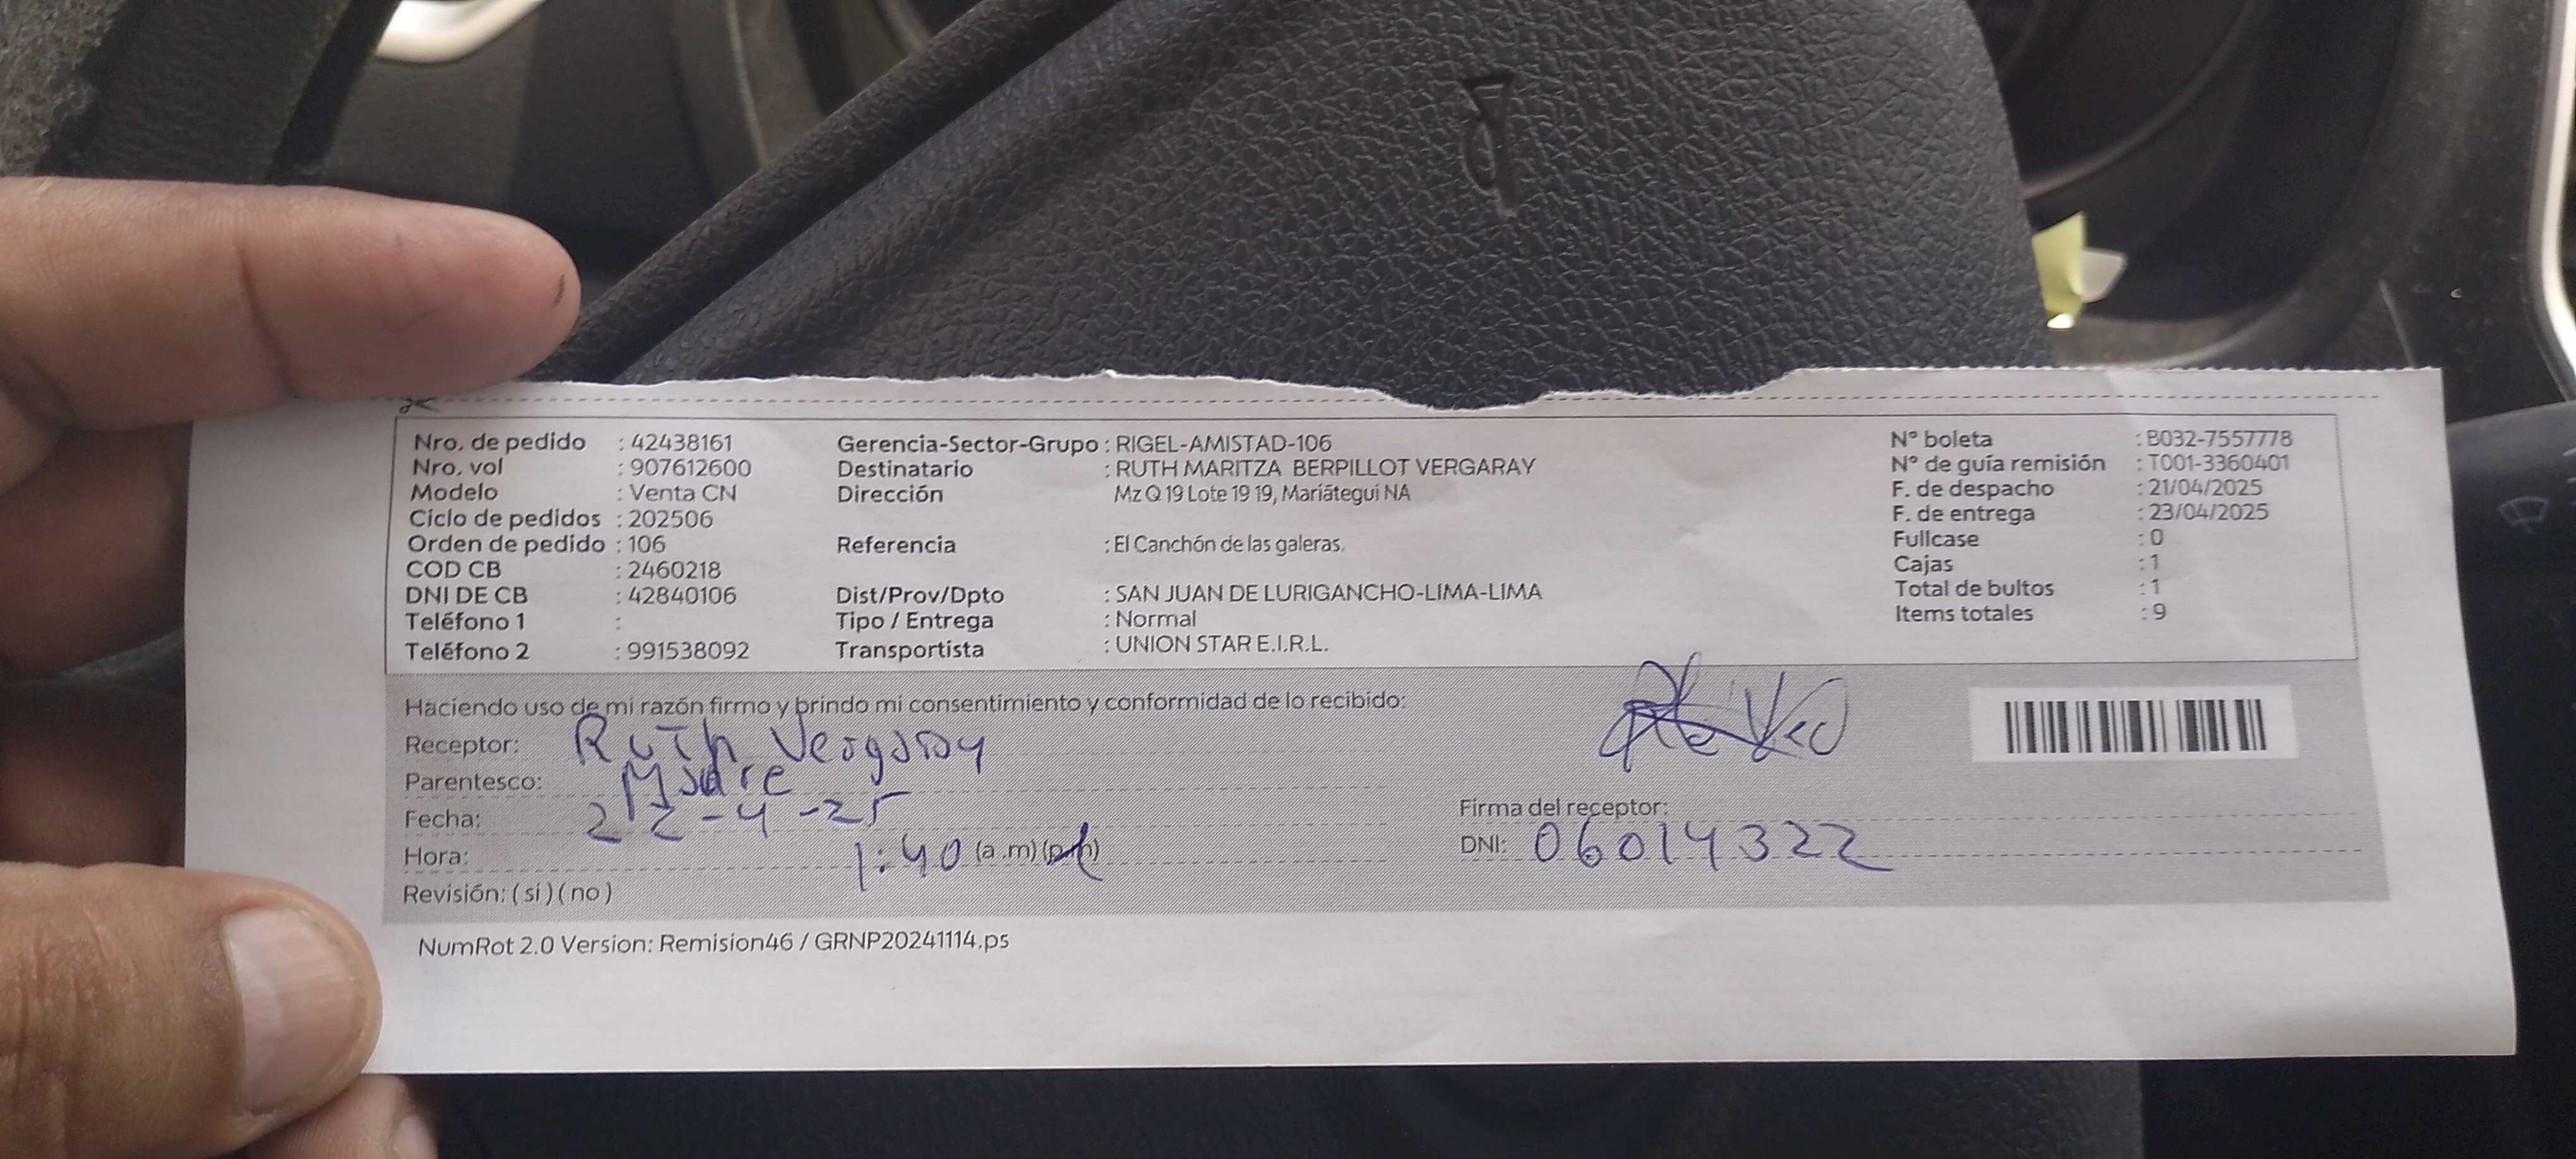 Nro. de pedido : 42438161
Nro. vol : 907612600
Modelo : Venta CN
Ciclo de pedidos : 202506
Orden de pedido : 106
COD CB : 2460218
DNI DE CB : 42840106
Teléfono 1 :
Teléfono 2 : 991538092
Gerencia-Sector-Grupo : RIGEL-AMISTAD-106
Destinatario : RUTH MARITZA BERPILLOT VERGARAY
Dirección Mz Q 19 Lote 19 19, Mariátegui NA
Referencia : El Canchón de las galeras.
Dist/Prov/Dpto : SAN JUAN DE LURIGANCHO-LIMA-LIMA
Tipo / Entrega : Normal
Transportista : UNION STAR E.I.R.L.
N° boleta : B032-7557778
N° de guía remisión : T001-3360401
F. de despacho : 21/04/2025
F. de entrega : 23/04/2025
Fullcase : 0
Cajas : 1
Total de bultos : 1
Items totales : 9
Haciendo uso de mi razón firmo y brindo mi consentimiento y conformidad de lo recibido:
Receptor: Ruth Vergaray
Parentesco: Madre
Fecha: 22-4-25
Hora: 1:40 (a.m) (p.m)
Revisión: ( si ) ( no )
Firma del receptor:
DNI: 06014322
NumRot 2.0 Version: Remision46 / GRNP20241114.ps